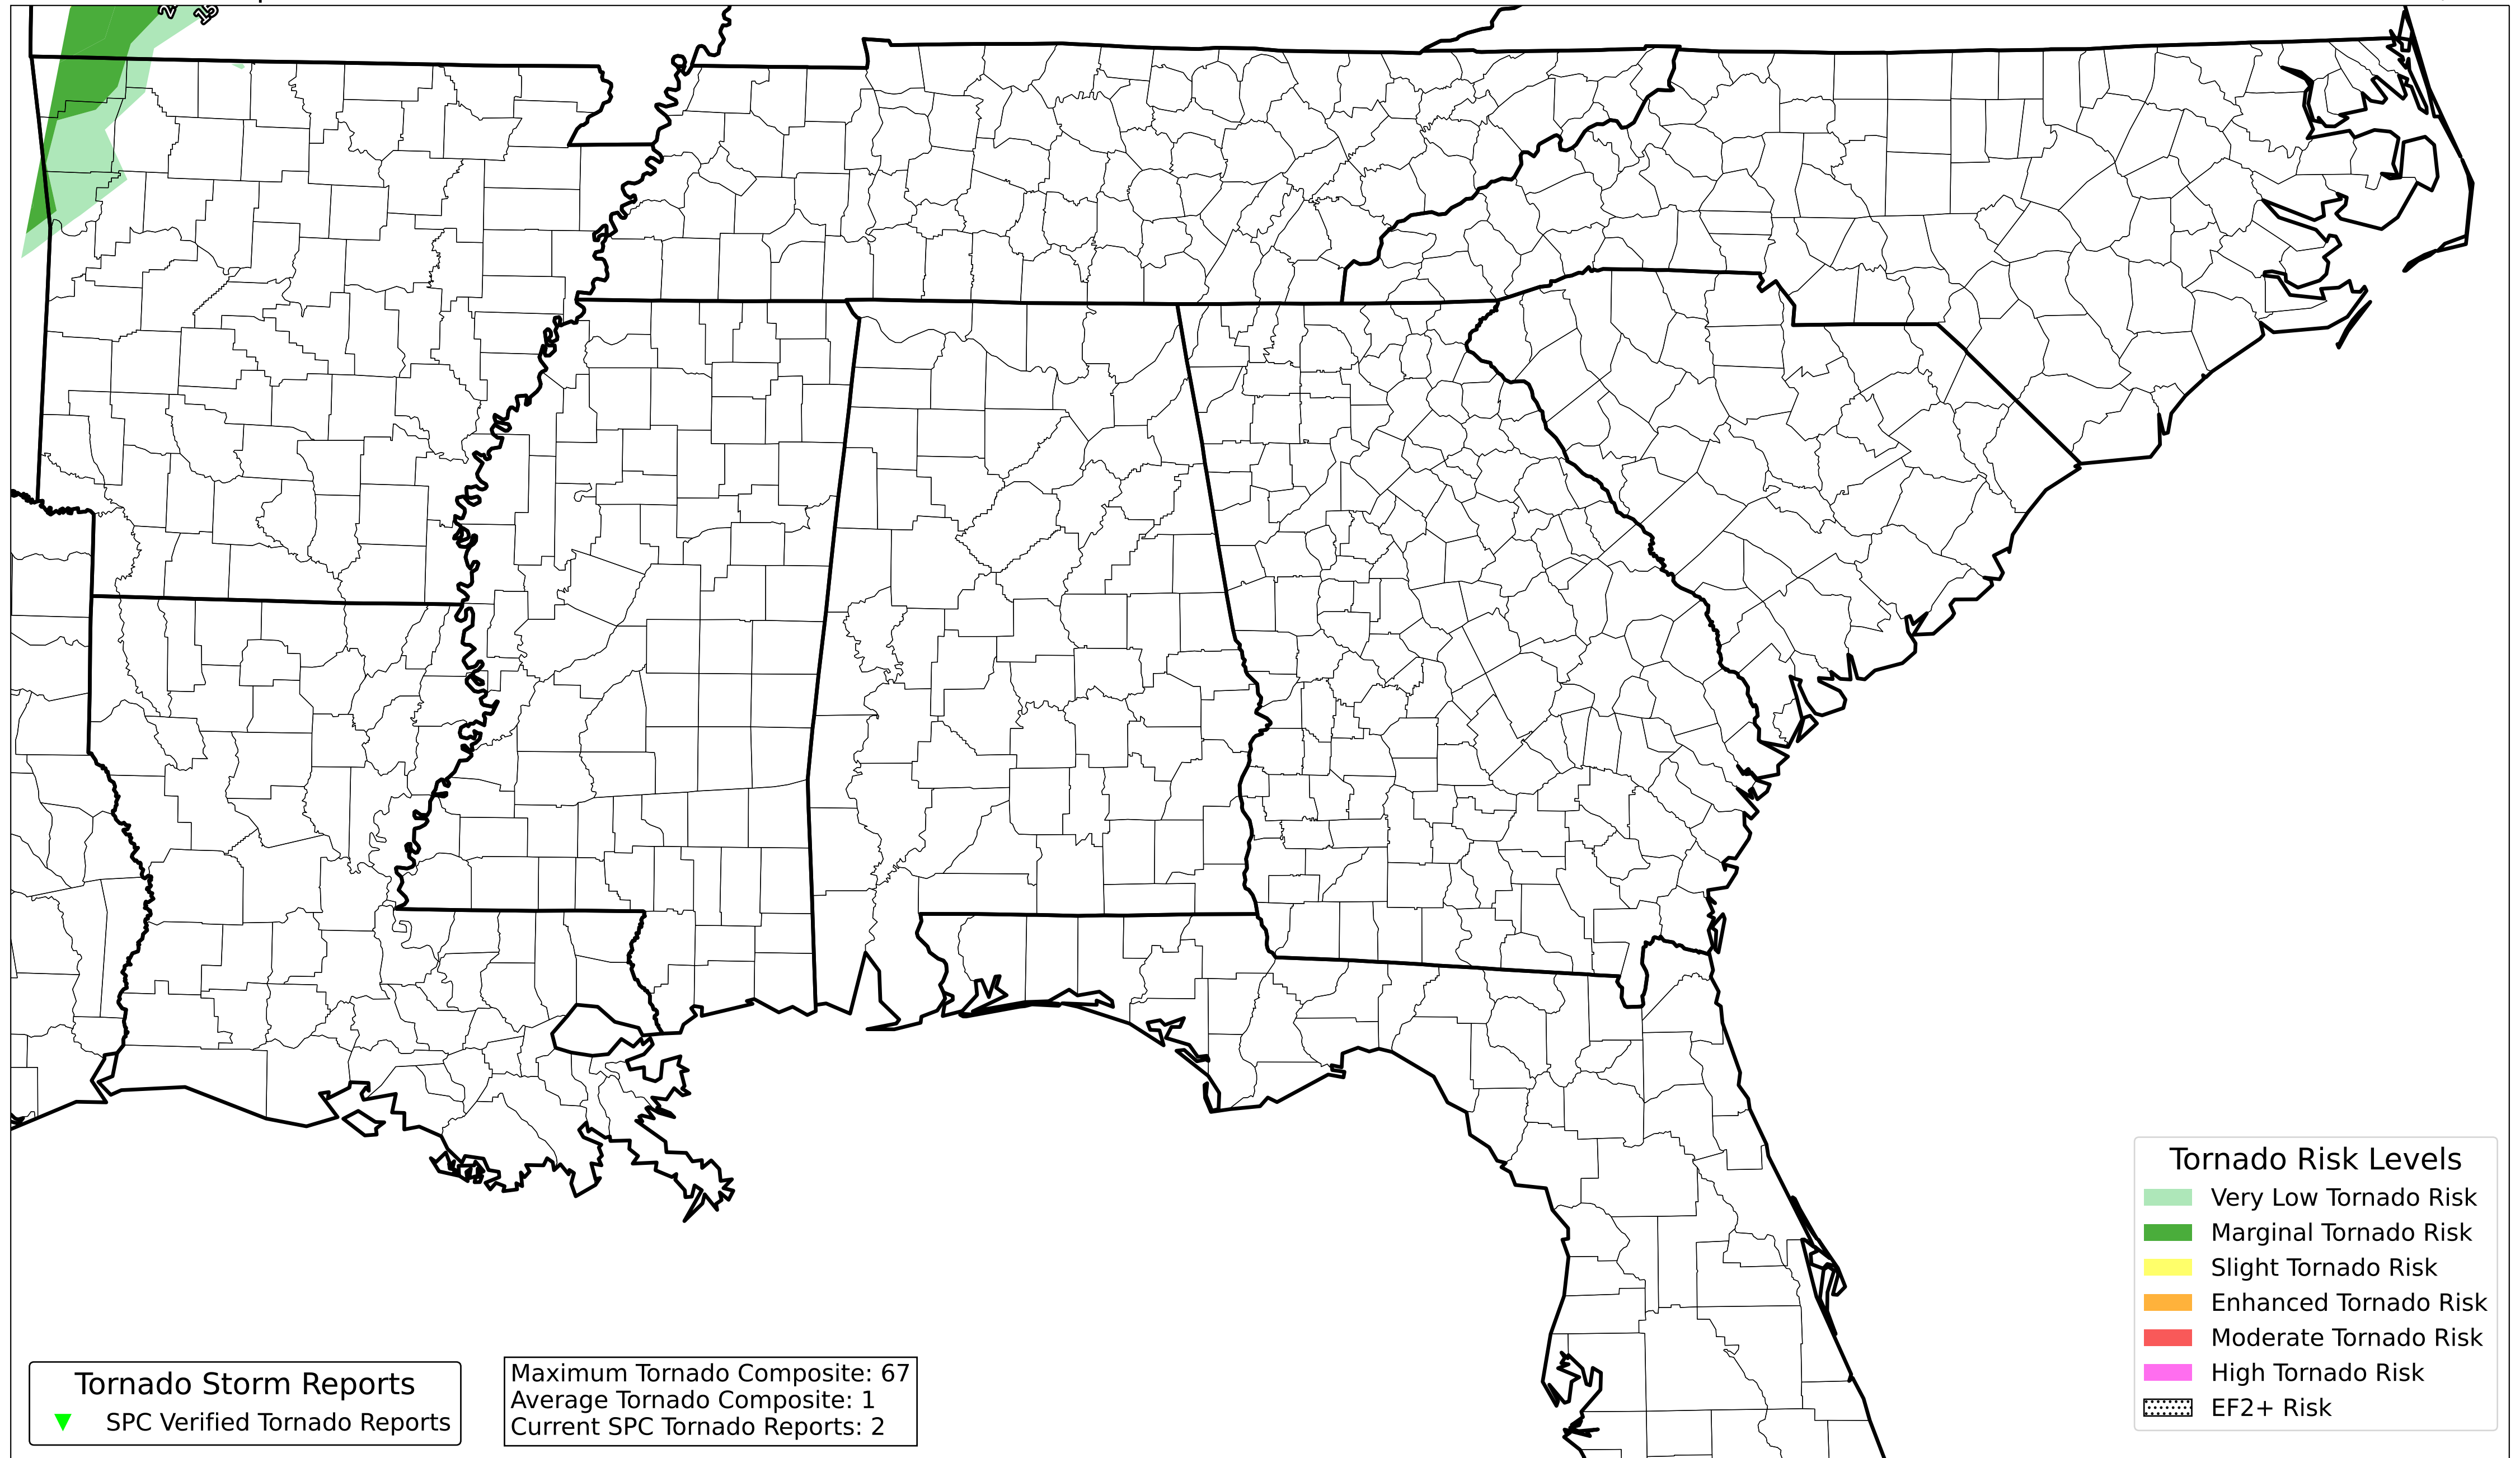 15
Tornado Risk Levels
Very Low Tornado Risk
Marginal Tornado Risk
Slight Tornado Risk
Enhanced Tornado Risk
Moderate Tornado Risk
High Tornado Risk
EF2+ Risk
Tornado Storm Reports
SPC Verified Tornado Reports
Maximum Tornado Composite: 67
Average Tornado Composite: 1
Current SPC Tornado Reports: 2